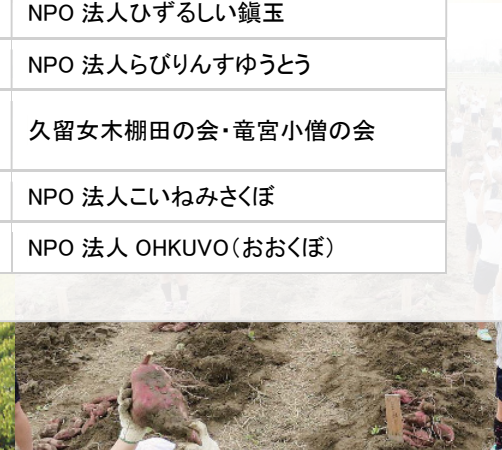 NPO 法人ひずるしい鎮玉
NPO 法人らびりんすゆうとう
久留女木棚田の会・竜宮小僧の会
NPO 法人こいねみさくぼ
NPO 法人 OHKUVO（おおくぼ）